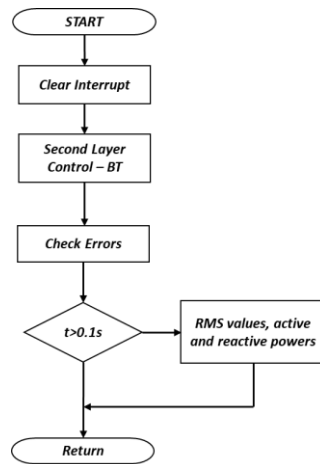 START
Clear Interrupt
Second Layer
Control – BT
Check Errors
t>0.1s
RMS values, active
and reactive powers
Return